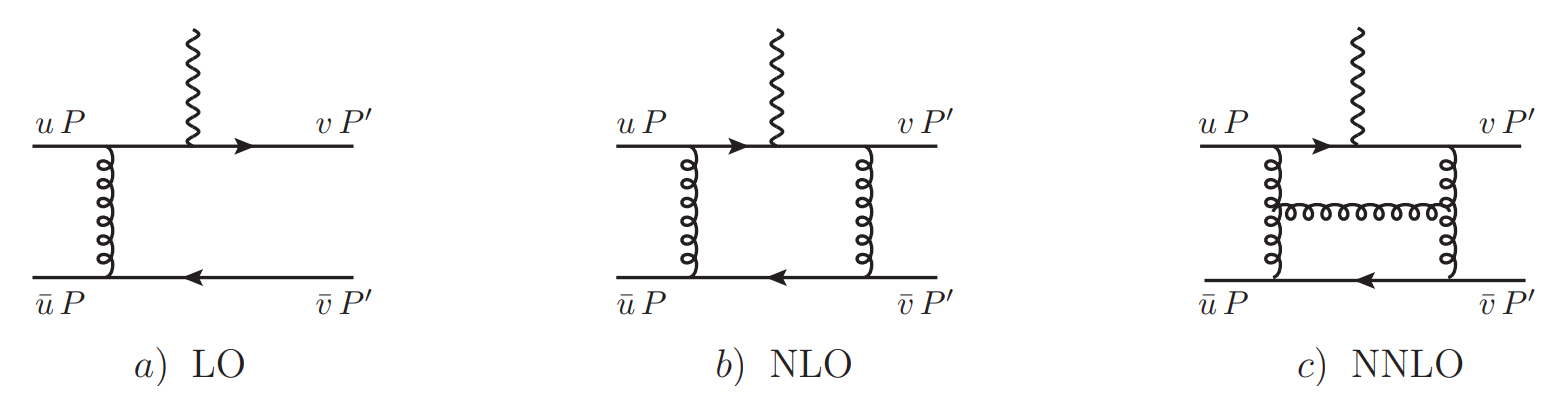 u P v P′ u P v P′ u P v P′
ū P v̄ P′ ū P v̄ P′ ū P v̄ P′
a) LO b) NLO c) NNLO